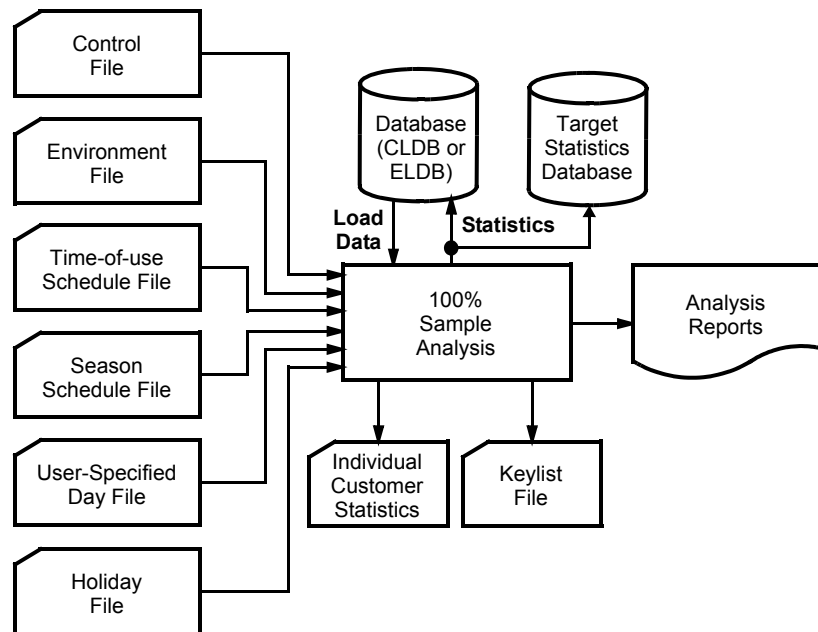 Control
File
Environment
File
Time-of-use
Schedule File
Season
Schedule File
User-Specified
Day File
Holiday
File
Database
(CLDB or
ELDB)
Target
Statistics
Database
Load
Data
Statistics
100%
Sample
Analysis
Analysis
Reports
Individual
Customer
Statistics
Keylist
File